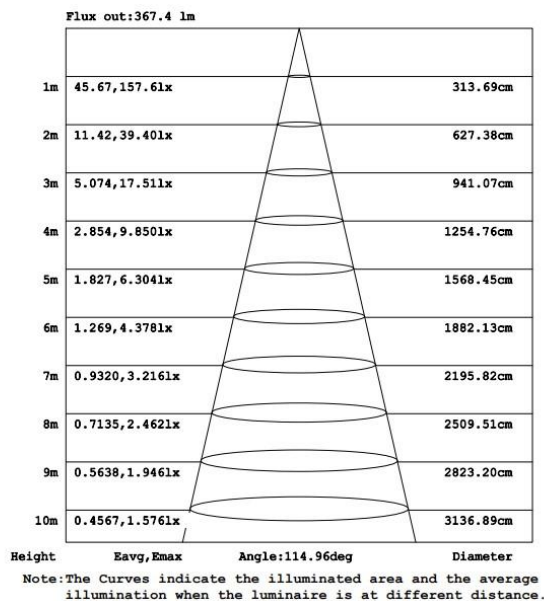 Flux out:367.4 lm
1m 45.67,157.6lx 313.69cm
2m 11.42,39.40lx 627.38cm
3m 5.074,17.51lx 941.07cm
4m 2.854,9.850lx 1254.76cm
5m 1.827,6.304lx 1568.45cm
6m 1.269,4.378lx 1882.13cm
7m 0.9320,3.216lx 2195.82cm
8m 0.7135,2.462lx 2509.51cm
9m 0.5638,1.946lx 2823.20cm
10m 0.4567,1.576lx 3136.89cm
Height Eavg,Emax Angle:114.96deg Diameter
Note:The Curves indicate the illuminated area and the average
illumination when the luminaire is at different distance.